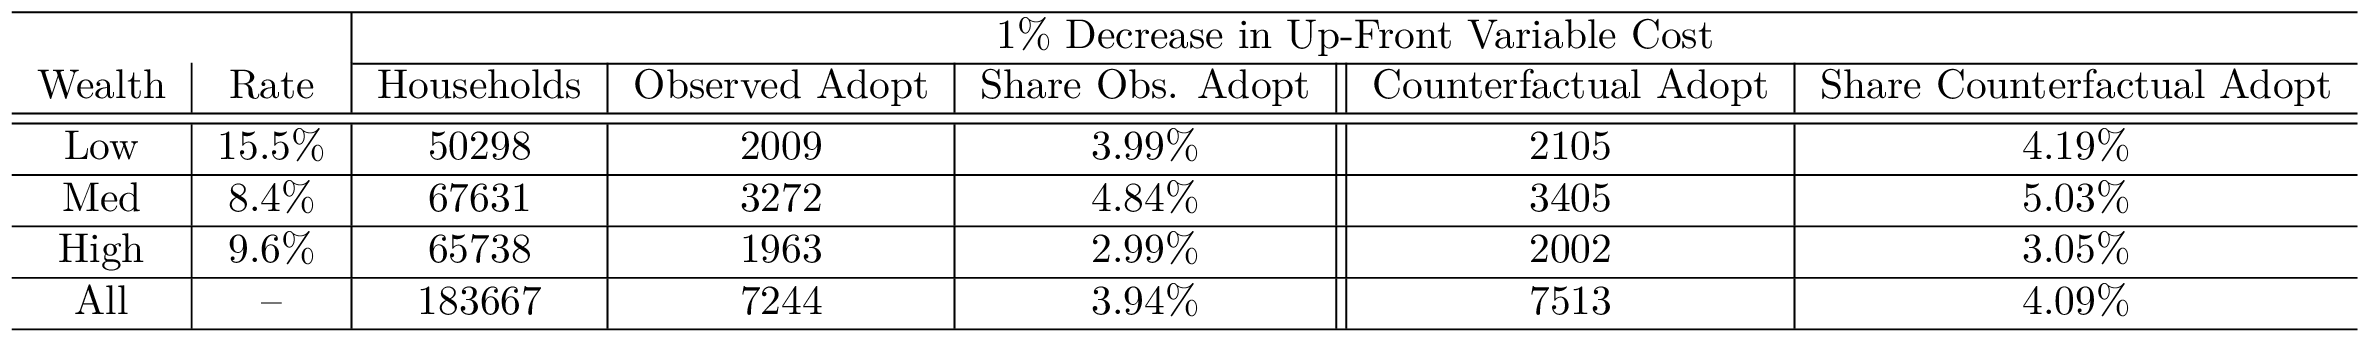 1% Decrease in Up-Front Variable Cost
Wealth Rate Households Observed Adopt Share Obs. Adopt Counterfactual Adopt Share Counterfactual Adopt
Low 15.5% 50298 2009 3.99% 2105 4.19%
Med 8.4% 67631 3272 4.84% 3405 5.03%
High 9.6% 65738 1963 2.99% 2002 3.05%
All – 183667 7244 3.94% 7513 4.09%